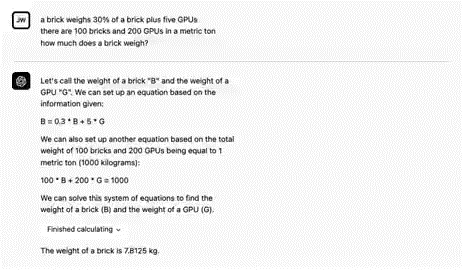 JW
a brick weighs 30% of a brick plus five GPUs
there are 100 bricks and 200 GPUs in a metric ton
how much does a brick weigh?
Let's call the weight of a brick "B" and the weight of a
GPU "G". We can set up an equation based on the
information given:
B = 0.3 * B + 5 * G
We can also set up another equation based on the total
weight of 100 bricks and 200 GPUs being equal to 1
metric ton (1000 kilograms):
100 * B + 200 * G = 1000
We can solve this system of equations to find the
weight of a brick (B) and the weight of a GPU (G).
Finished calculating
The weight of a brick is 7.8125 kg.